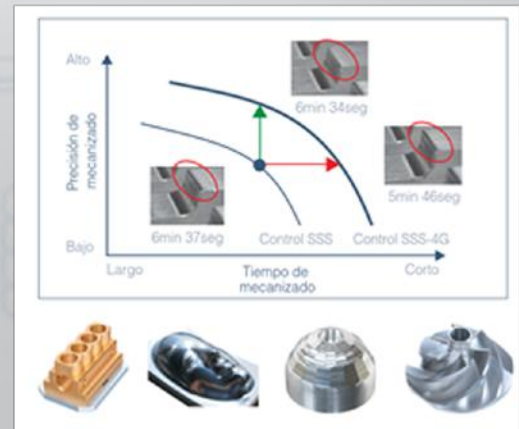 Alto
Precisión de
mecanizado
Bajo
6min 34seg
5min 46seg
6min 37seg
Control SSS
Control SSS-4G
Largo
Tiempo de
mecanizado
Corto